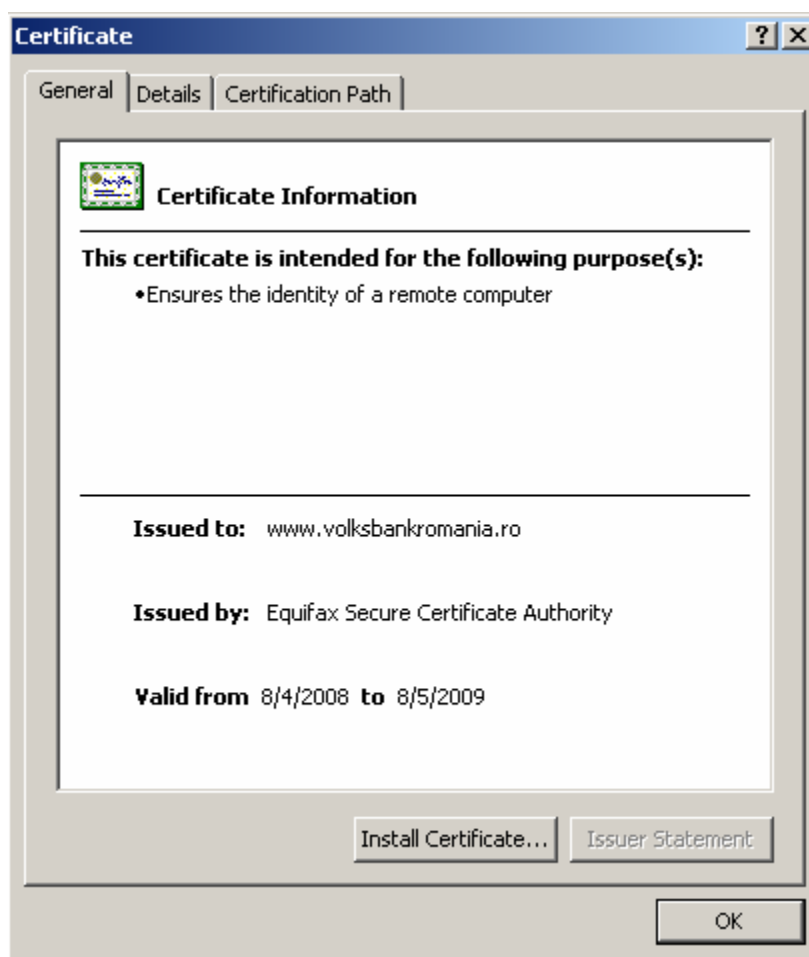 Certificate
General Details Certification Path
Certificate Information
This certificate is intended for the following purpose(s):
•Ensures the identity of a remote computer
Issued to: www.volksbankromania.ro
Issued by: Equifax Secure Certificate Authority
Valid from 8/4/2008 to 8/5/2009
Install Certificate... Issuer Statement
OK